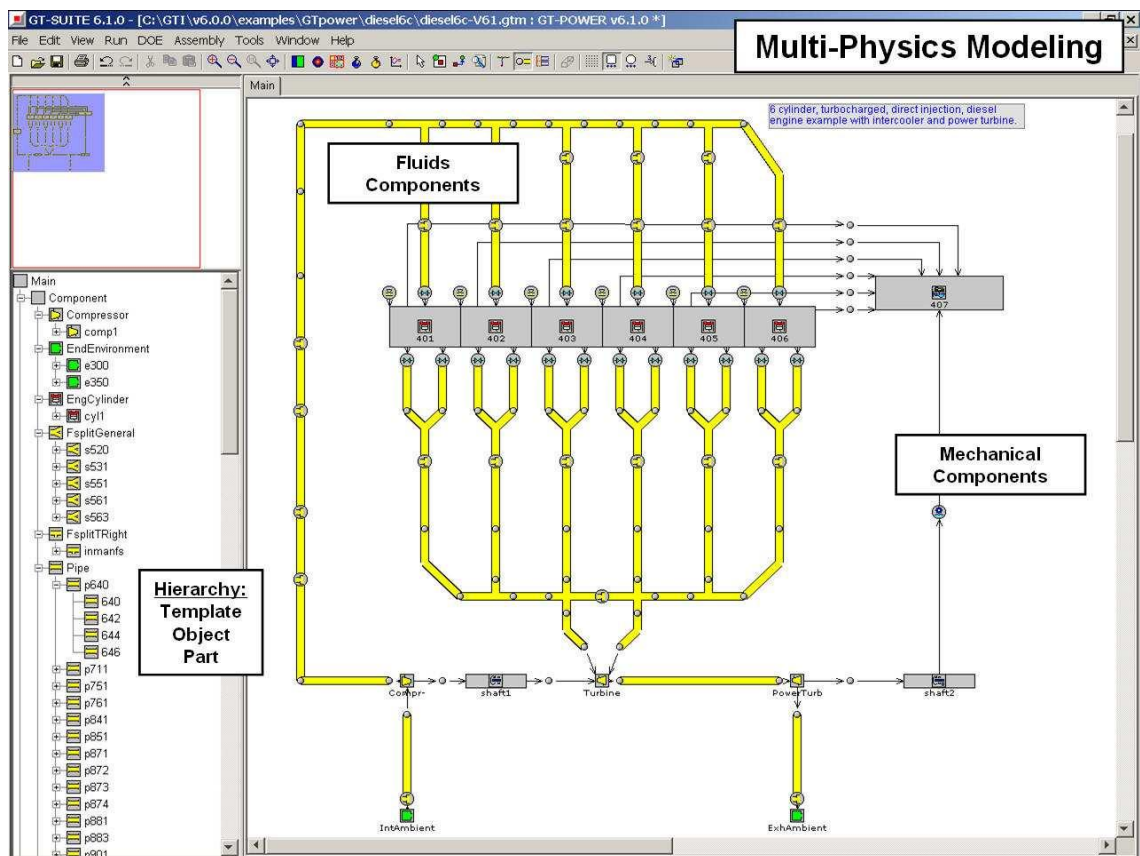 GT-SUITE 6.1.0 - [C:\GTI\v6.0.0\examples\GTpower\diesel6c\diesel6c-V61.gtm : GT-POWER v6.1.0 *]
File Edit View Run DOE Assembly Tools Window Help
Multi-Physics Modeling
Main
6 cylinder, turbocharged, direct injection, diesel
engine example with intercooler and power turbine.
Fluids
Components
407
401 402 403 404 405 406
Mechanical
Components
Compr-
shaft1
Turbine
PowerTurb
shaft2
IntAmbient
ExhAmbient
Main
Component
Compressor
comp1
EndEnvironment
e300
e350
EngCylinder
cyl1
FsplitGeneral
s520
s531
s551
s561
s563
FsplitTRight
inmanfs
Pipe
p640
640
642
644
646
p711
p751
p761
p841
p851
p871
p872
p873
p874
p881
p883
p901
Hierarchy:
Template
Object
Part